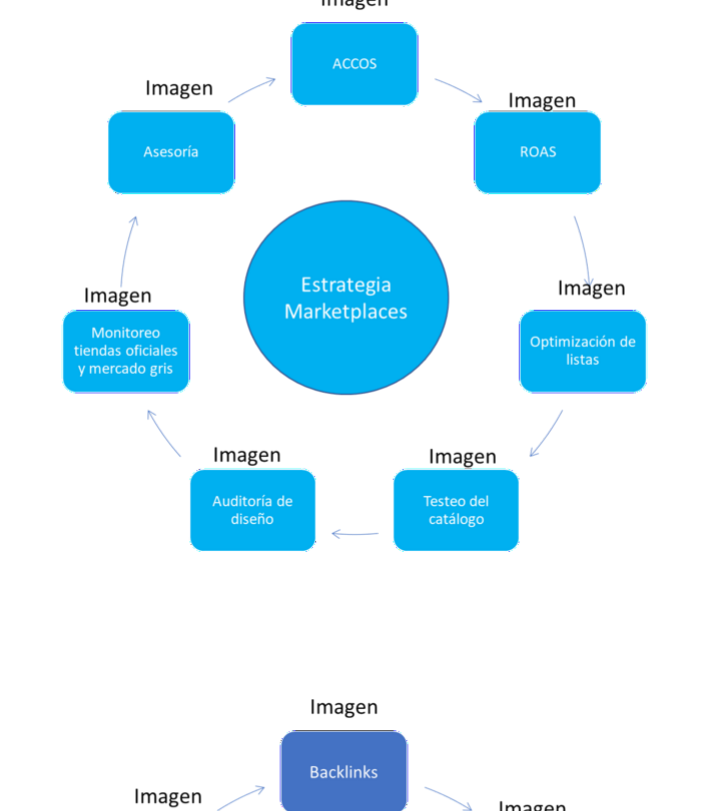 Imagen
ACCOS
Imagen
Asesoría
Imagen
ROAS
Estrategia
Marketplaces
Imagen
Monitoreo
tiendas oficiales
y mercado gris
Imagen
Optimización de
listas
Imagen
Auditoría de
diseño
Imagen
Testeo del
catálogo
Imagen
Backlinks
Imagen
Imagen